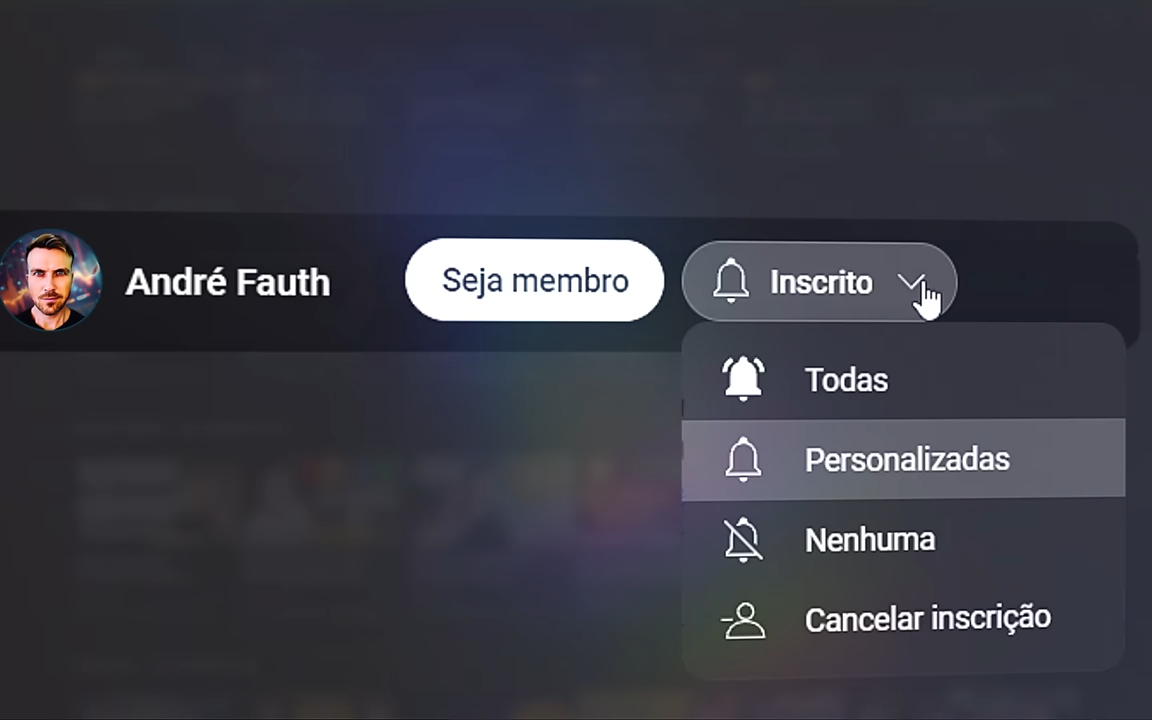 André Fauth
Seja membro
Inscrito
Todas
Personalizadas
Nenhuma
Cancelar inscrição